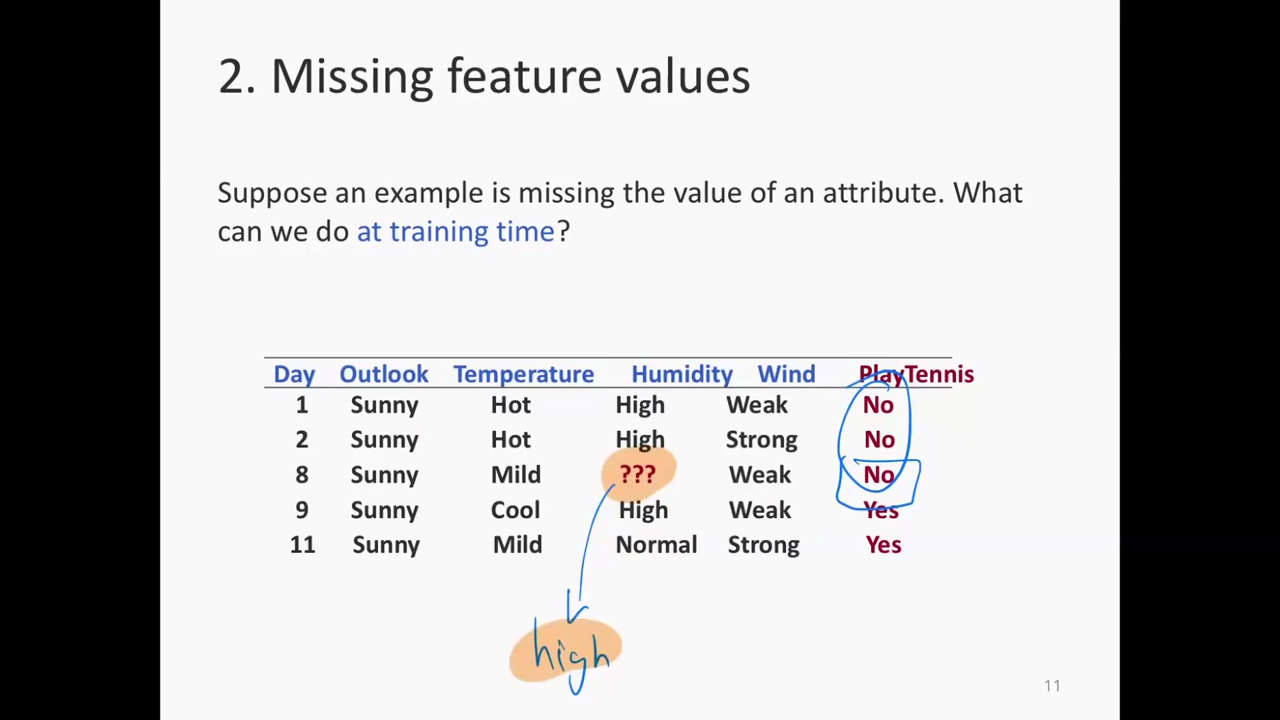 2. Missing feature values
Suppose an example is missing the value of an attribute. What
can we do at training time?
Day Outlook Temperature Humidity Wind PlayTennis
1 Sunny Hot High Weak No
2 Sunny Hot High Strong No
8 Sunny Mild ??? Weak No
9 Sunny Cool High Weak Yes
11 Sunny Mild Normal Strong Yes
high
11